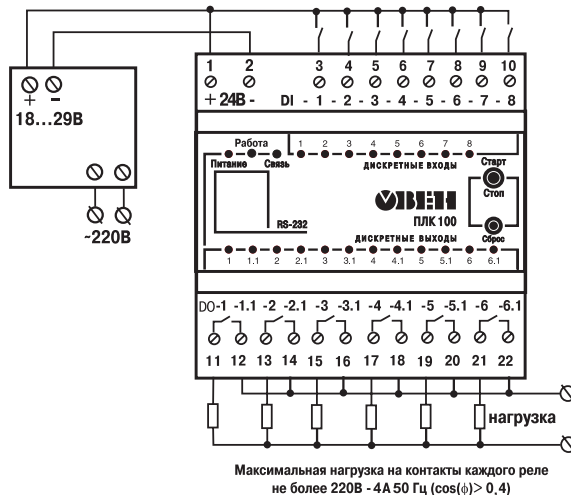 1 2 3 4 5 6 7 8 9 10
+ 24В - DI - 1 - 2 - 3 - 4 - 5 - 6 - 7 - 8
+ -
18...29В
~220В
Работа
Питание Связь
1 2 3 4 5 6 7 8
ДИСКРЕТНЫЕ ВХОДЫ
Старт
Стоп
ОВЕН
ПЛК 100
RS-232
Сброс
ДИСКРЕТНЫЕ ВЫХОДЫ
1 1.1 2 2.1 3 3.1 4 4.1 5 5.1 6 6.1
DO-1 -1.1 -2 -2.1 -3 -3.1 -4 -4.1 -5 -5.1 -6 -6.1
11 12 13 14 15 16 17 18 19 20 21 22
нагрузка
Максимальная нагрузка на контакты каждого реле
не более 220В - 4А 50 Гц (cos(ϕ)> 0,4)